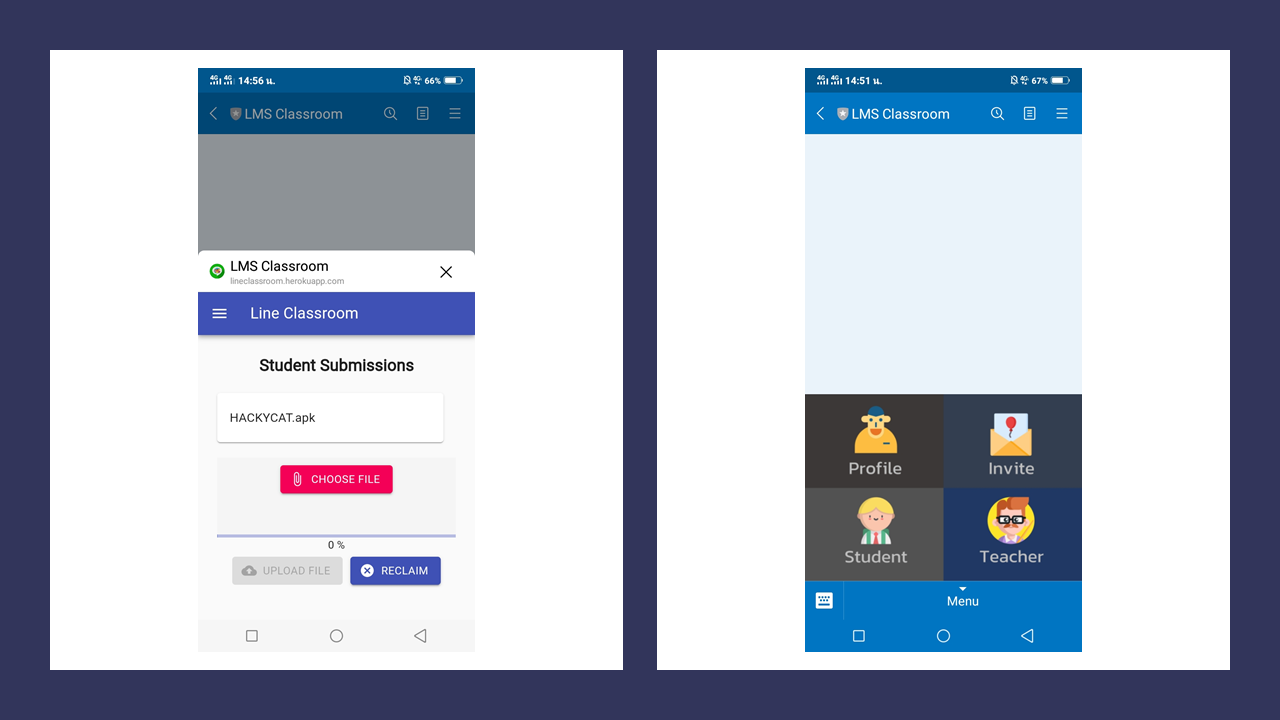 4G 4G 14:56 น. 4G 66%
LMS Classroom
LMS Classroom
lineclassroom.herokuapp.com
Line Classroom
Student Submissions
HACKYCAT.apk
CHOOSE FILE
0 %
UPLOAD FILE RECLAIM
4G 4G 14:51 น. 4G 67%
LMS Classroom
Profile Invite
Student Teacher
Menu